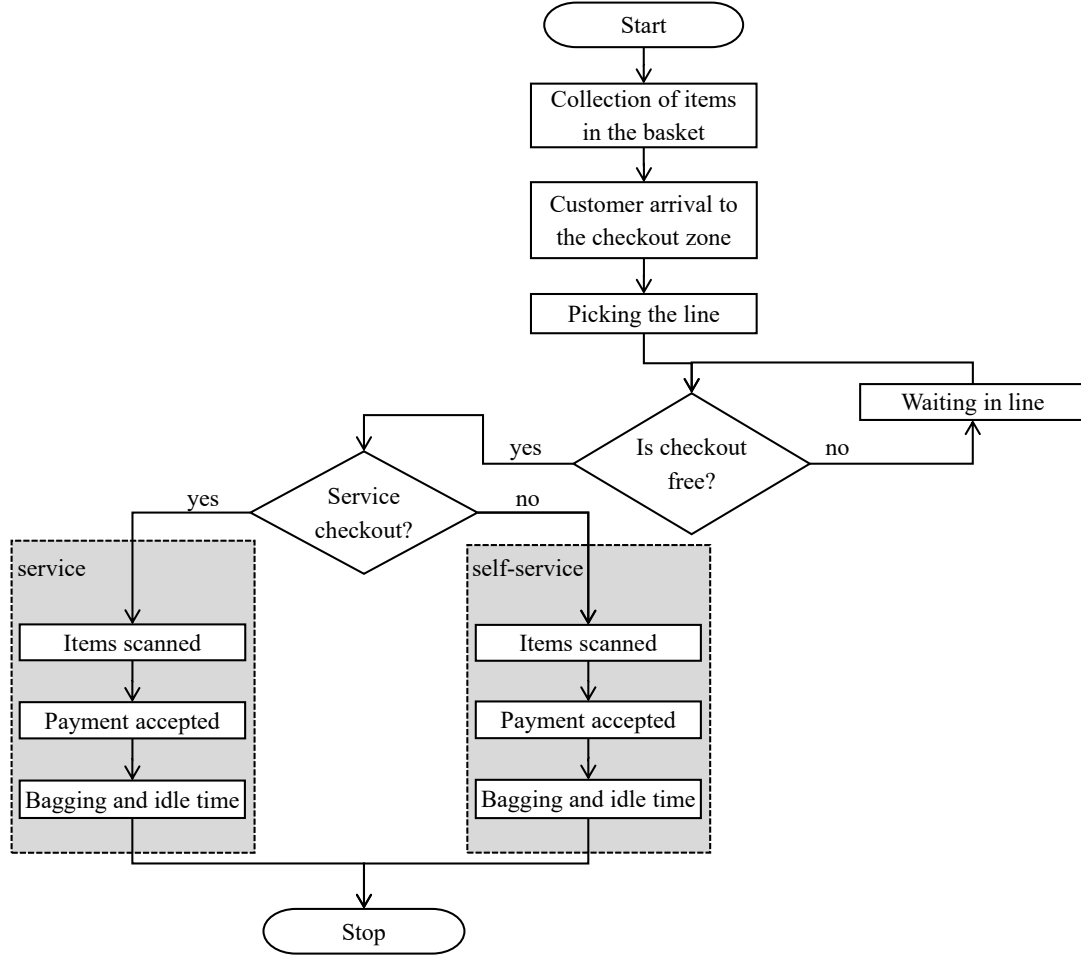 Start
Collection of items
in the basket
Customer arrival to
the checkout zone
Picking the line
Waiting in line
Is checkout
free?
yes
no
Service
checkout?
yes
no
service
Items scanned
Payment accepted
Bagging and idle time
self-service
Items scanned
Payment accepted
Bagging and idle time
Stop